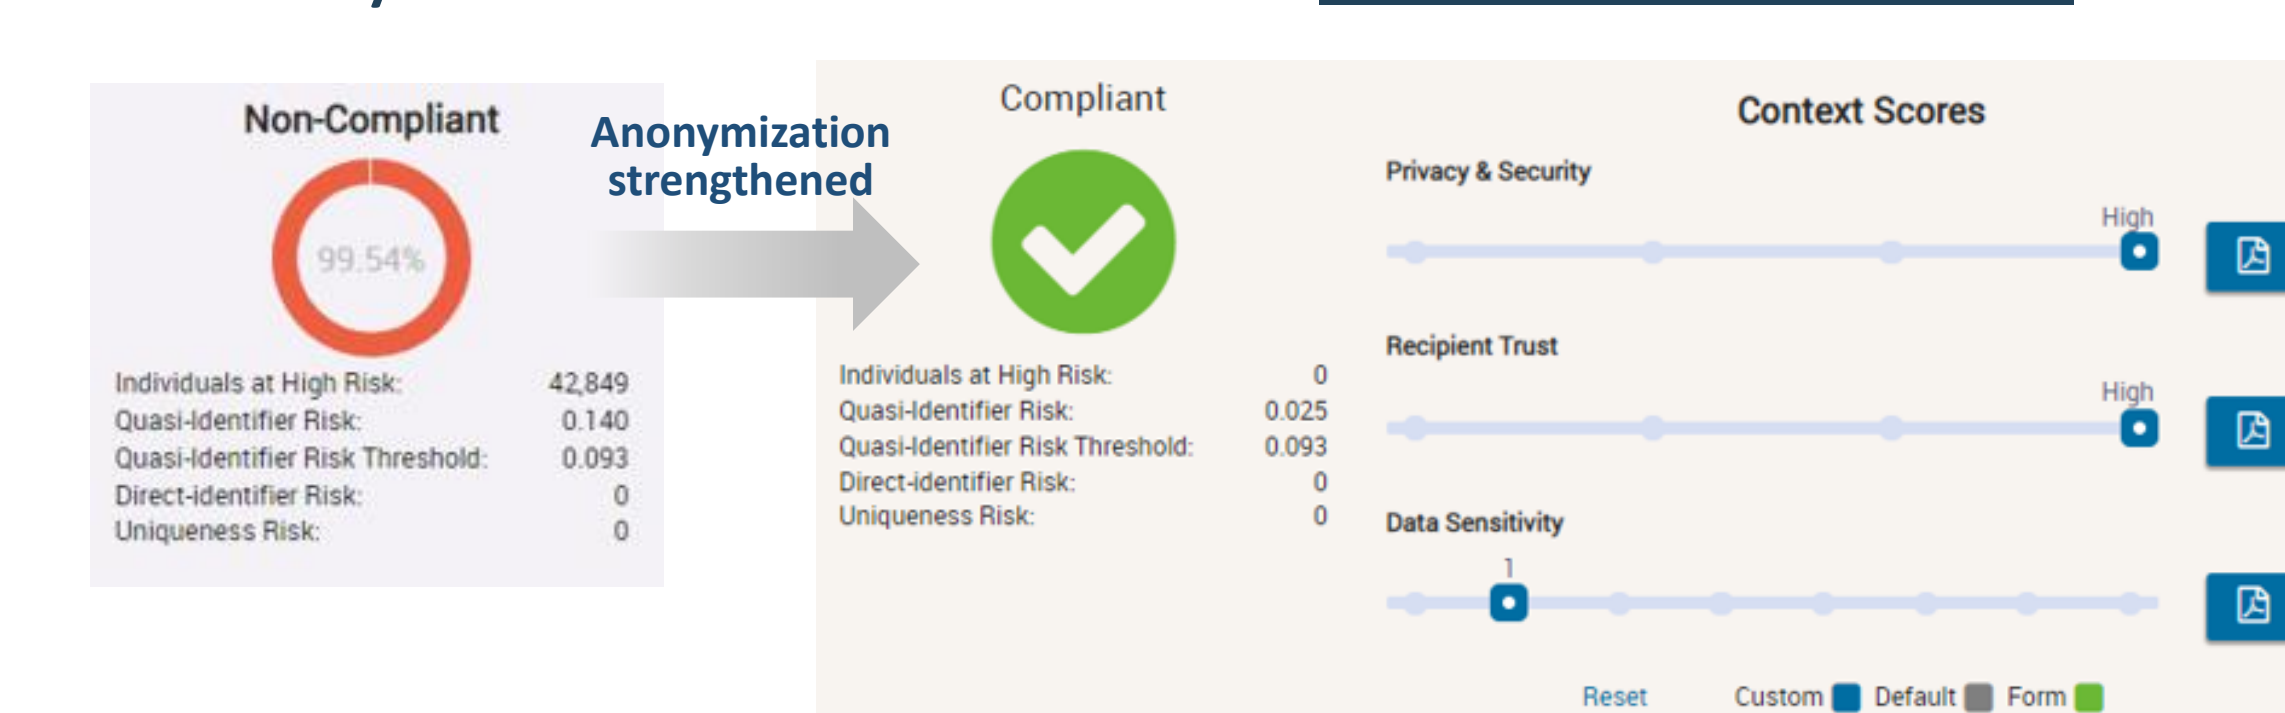 Non-Compliant
99.54%
Individuals at High Risk: 42,849
Quasi-Identifier Risk: 0.140
Quasi-Identifier Risk Threshold: 0.093
Direct-identifier Risk: 0
Uniqueness Risk: 0
Anonymization
strengthened
Compliant
Individuals at High Risk: 0
Quasi-Identifier Risk: 0.025
Quasi-Identifier Risk Threshold: 0.093
Direct-identifier Risk: 0
Uniqueness Risk: 0
Context Scores
Privacy & Security
High
Recipient Trust
High
Data Sensitivity
1
Reset Custom Default Form